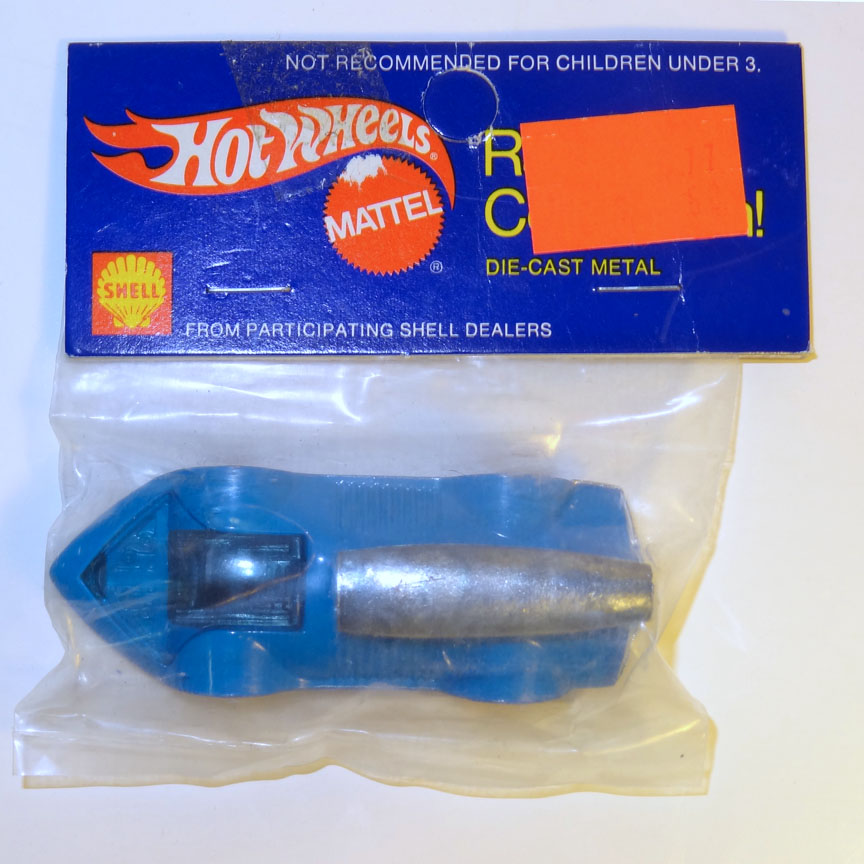 NOT RECOMMENDED FOR CHILDREN UNDER 3.
HOT WHEELS®
MATTEL
®
DIE-CAST METAL
SHELL
FROM PARTICIPATING SHELL DEALERS